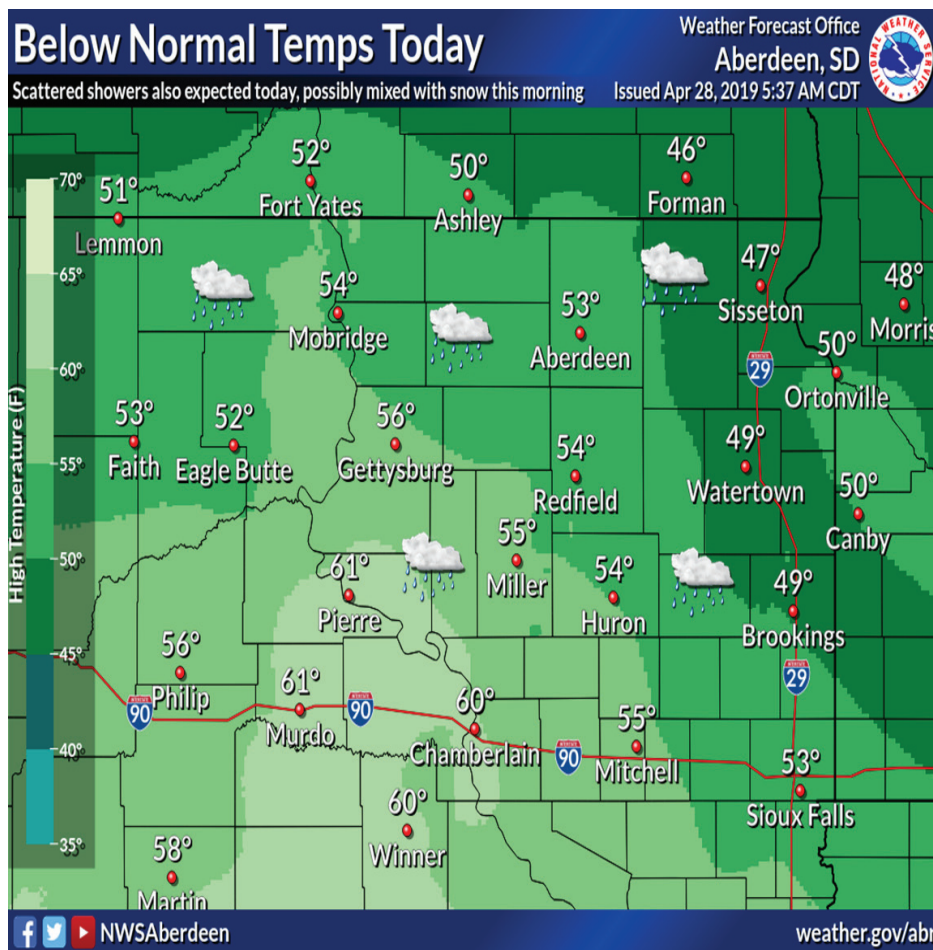 Below Normal Temps Today
Scattered showers also expected today, possibly mixed with snow this morning
Weather Forecast Office
Aberdeen, SD
Issued Apr 28, 2019 5:37 AM CDT
NATIONAL WEATHER SERVICE
High Temperature (F)
70°
65°
60°
55°
50°
45°
40°
35°
51°
Lemmon
52°
Fort Yates
50°
Ashley
46°
Forman
54°
Mobridge
53°
Aberdeen
47°
Sisseton
48°
Morris
29
50°
Ortonville
53°
Faith
52°
Eagle Butte
56°
Gettysburg
54°
Redfield
49°
Watertown
50°
Canby
61°
Pierre
55°
Miller
54°
Huron
49°
Brookings
56°
Philip
90
61°
Murdo
90
60°
Chamberlain
90
55°
Mitchell
29
53°
Sioux Falls
58°
Martin
60°
Winner
NWSAberdeen
weather.gov/abr